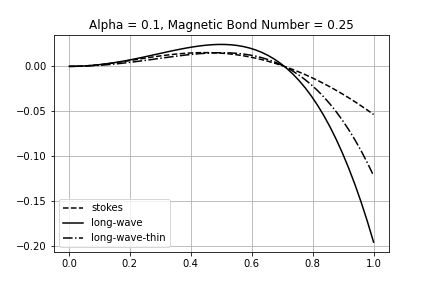 Alpha = 0.1, Magnetic Bond Number = 0.25
0.00
−0.05
−0.10
−0.15
−0.20
stokes
long-wave
long-wave-thin
0.0 0.2 0.4 0.6 0.8 1.0